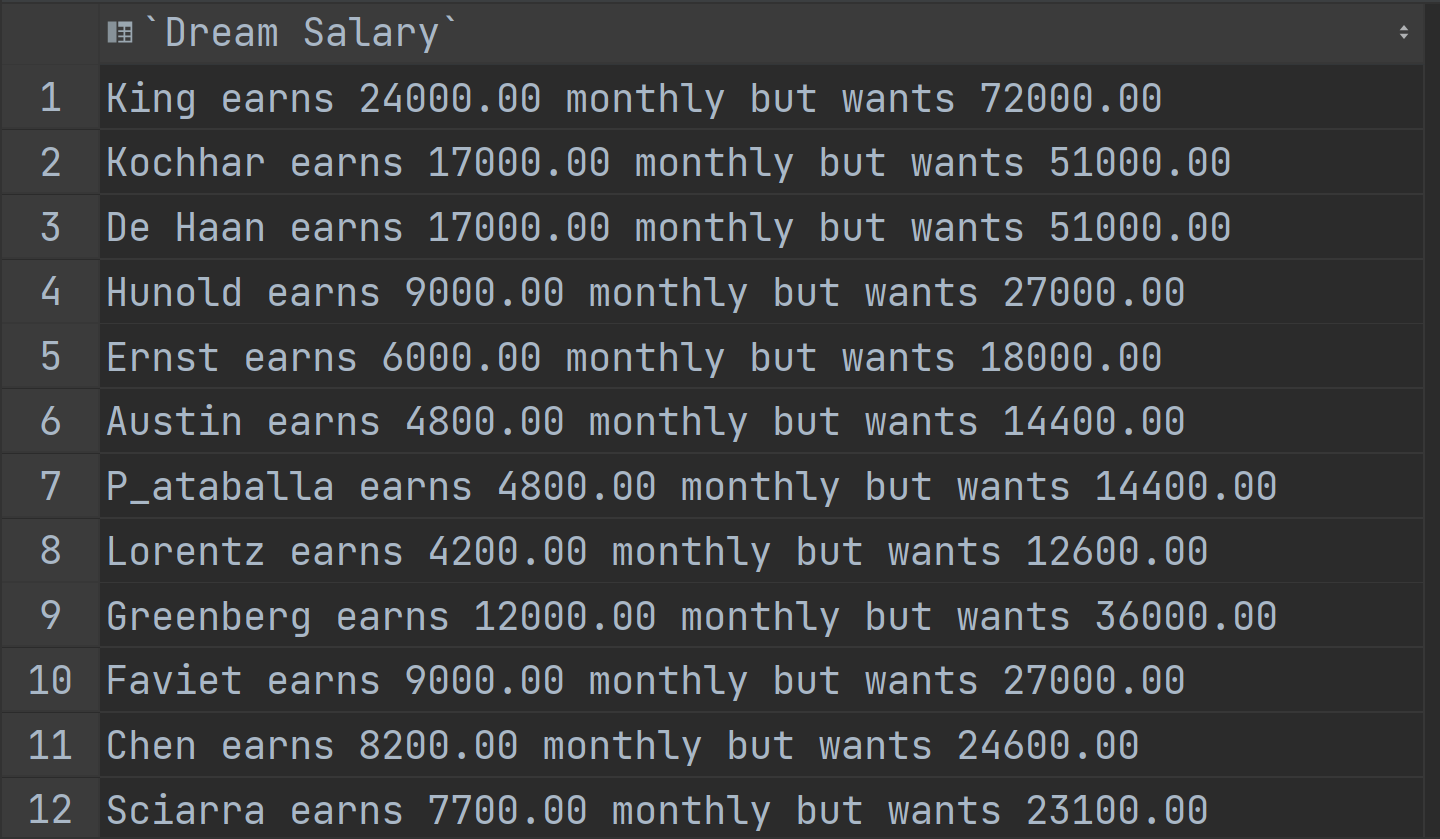 `Dream Salary`
1 King earns 24000.00 monthly but wants 72000.00
2 Kochhar earns 17000.00 monthly but wants 51000.00
3 De Haan earns 17000.00 monthly but wants 51000.00
4 Hunold earns 9000.00 monthly but wants 27000.00
5 Ernst earns 6000.00 monthly but wants 18000.00
6 Austin earns 4800.00 monthly but wants 14400.00
7 P_ataballa earns 4800.00 monthly but wants 14400.00
8 Lorentz earns 4200.00 monthly but wants 12600.00
9 Greenberg earns 12000.00 monthly but wants 36000.00
10 Faviet earns 9000.00 monthly but wants 27000.00
11 Chen earns 8200.00 monthly but wants 24600.00
12 Sciarra earns 7700.00 monthly but wants 23100.00